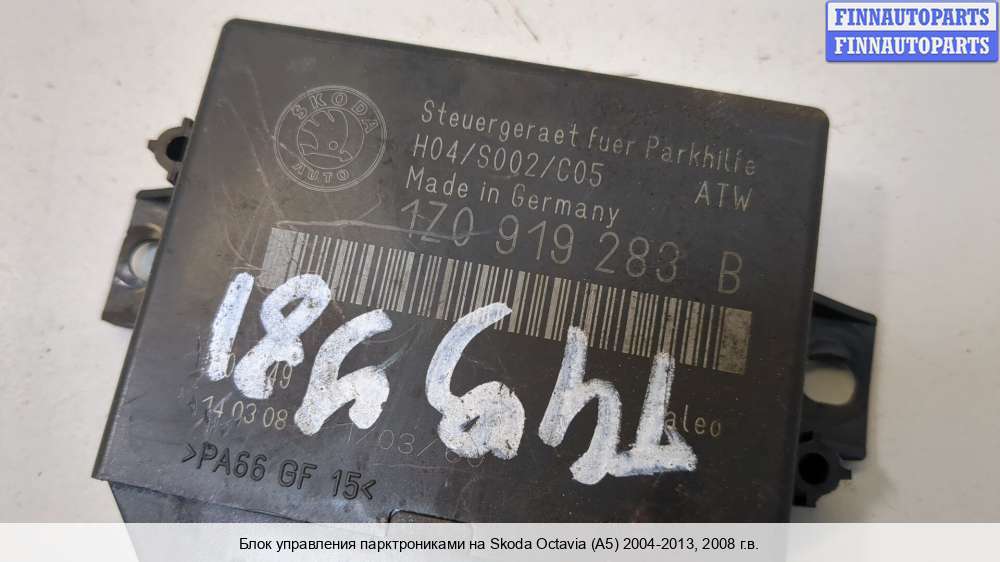 FINNAUTOPARTS
FINNAUTOPARTS
SKODA
AUTO
Steuergeraet fuer Parkhilfe
H04/S002/C05 ATW
Made in Germany
1Z0 919 283 B
14 03 08
>PA66 GF 15<
Блок управления парктрониками на Skoda Octavia (A5) 2004-2013, 2008 г.в.